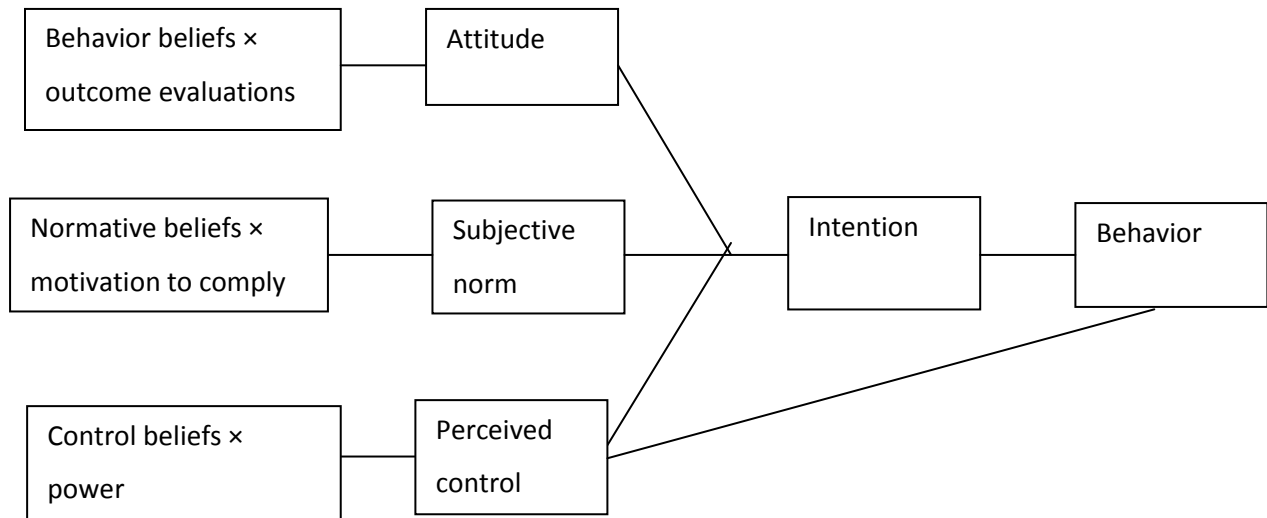 Behavior beliefs ×
outcome evaluations
Attitude
Normative beliefs ×
motivation to comply
Subjective
norm
Intention
Behavior
Control beliefs ×
power
Perceived
control